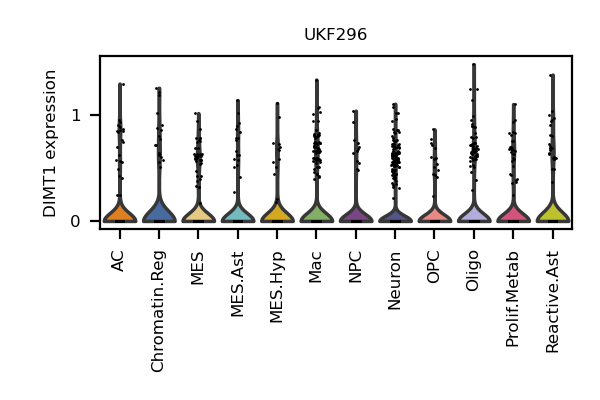 UKF296
DIMT1 expression
1
0
AC
Chromatin.Reg
MES
MES.Ast
MES.Hyp
Mac
NPC
Neuron
OPC
Oligo
Prolif.Metab
Reactive.Ast